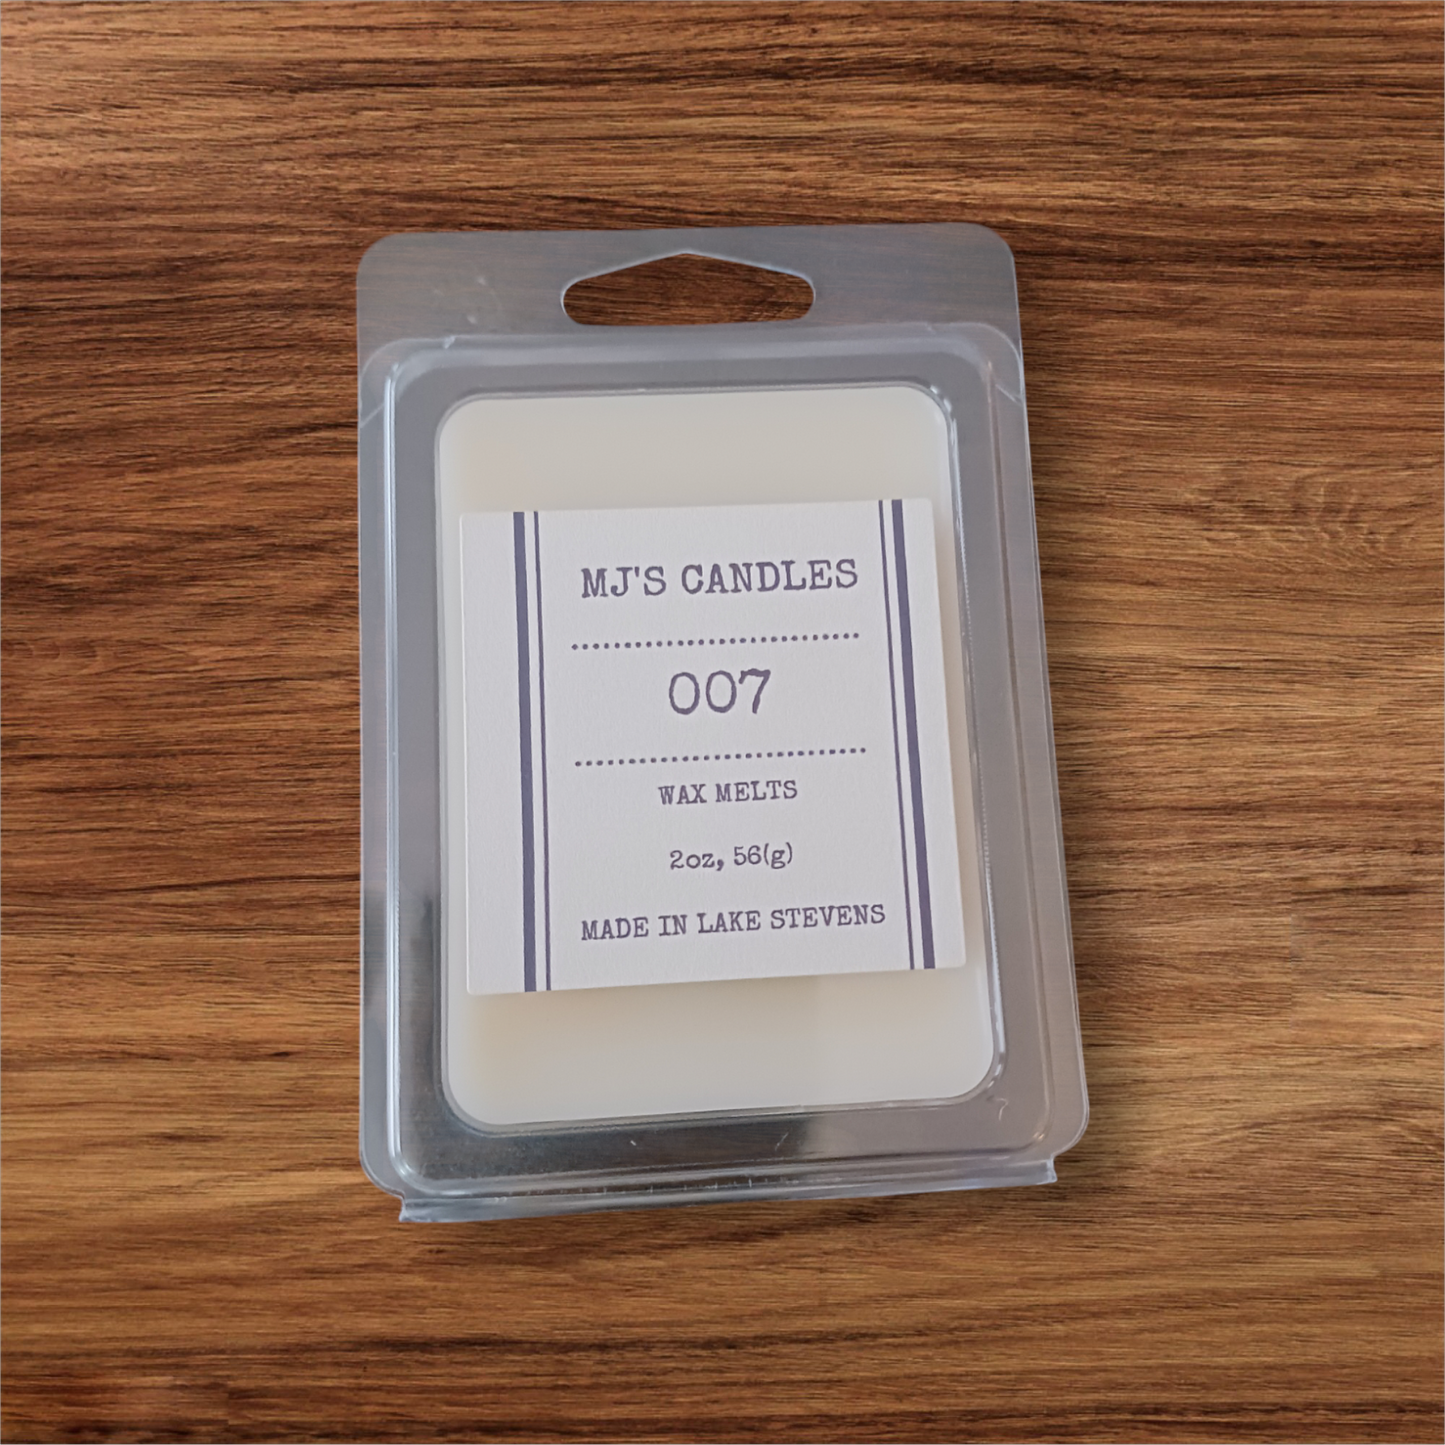 MJ'S CANDLES
007
WAX MELTS
2oz, 56(g)
MADE IN LAKE STEVENS